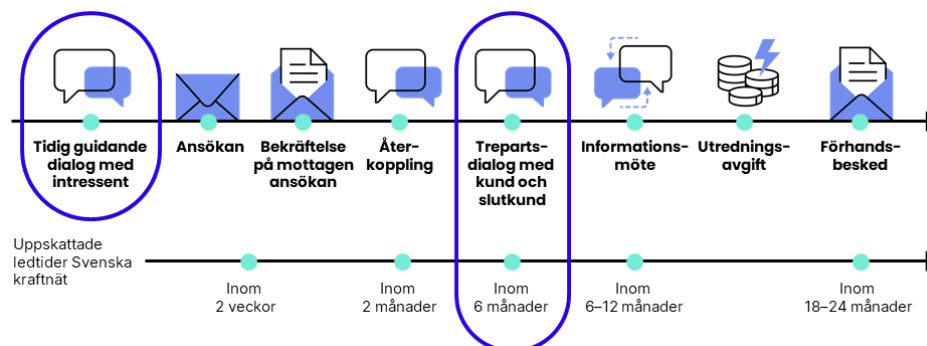 Tidig guidande
dialog med
intressent
Ansökan
Bekräftelse
på mottagen
ansökan
Åter-
koppling
Treparts-
dialog med
kund och
slutkund
Informations-
möte
Utrednings-
avgift
Förhands-
besked
Uppskattade
ledtider Svenska
kraftnät
Inom
2 veckor
Inom
2 månader
Inom
6 månader
Inom
6–12 månader
Inom
18–24 månader